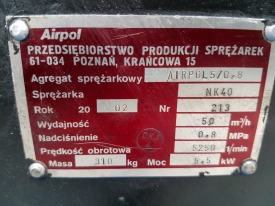 Airpol
PRZEDSIĘBIORSTWO PRODUKCJI SPRĘŻAREK
61-034 POZNAŃ, KRAŃCOWA 15
Agregat sprężarkowy AIRPOL5/0,8
Sprężarka NK40
Rok 20 02 Nr 213
Wydajność 50 m³/h
Nadciśnienie 0,8 MPa
Prędkość obrotowa 5250 1/min
Masa 310 kg Moc 5,5 kW